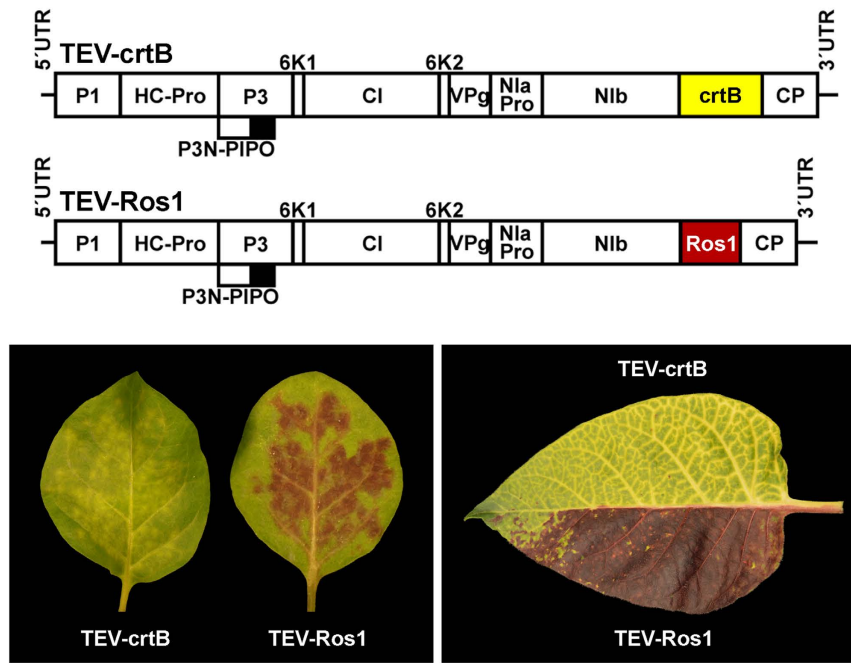 5´UTR
TEV-crtB
6K1
6K2
3´UTR
P1 HC-Pro P3 CI VPg NIa Pro NIb crtB CP
P3N-PIPO
5´UTR
TEV-Ros1
6K1
6K2
3´UTR
P1 HC-Pro P3 CI VPg NIa Pro NIb Ros1 CP
P3N-PIPO
TEV-crtB
TEV-Ros1
TEV-crtB
TEV-Ros1